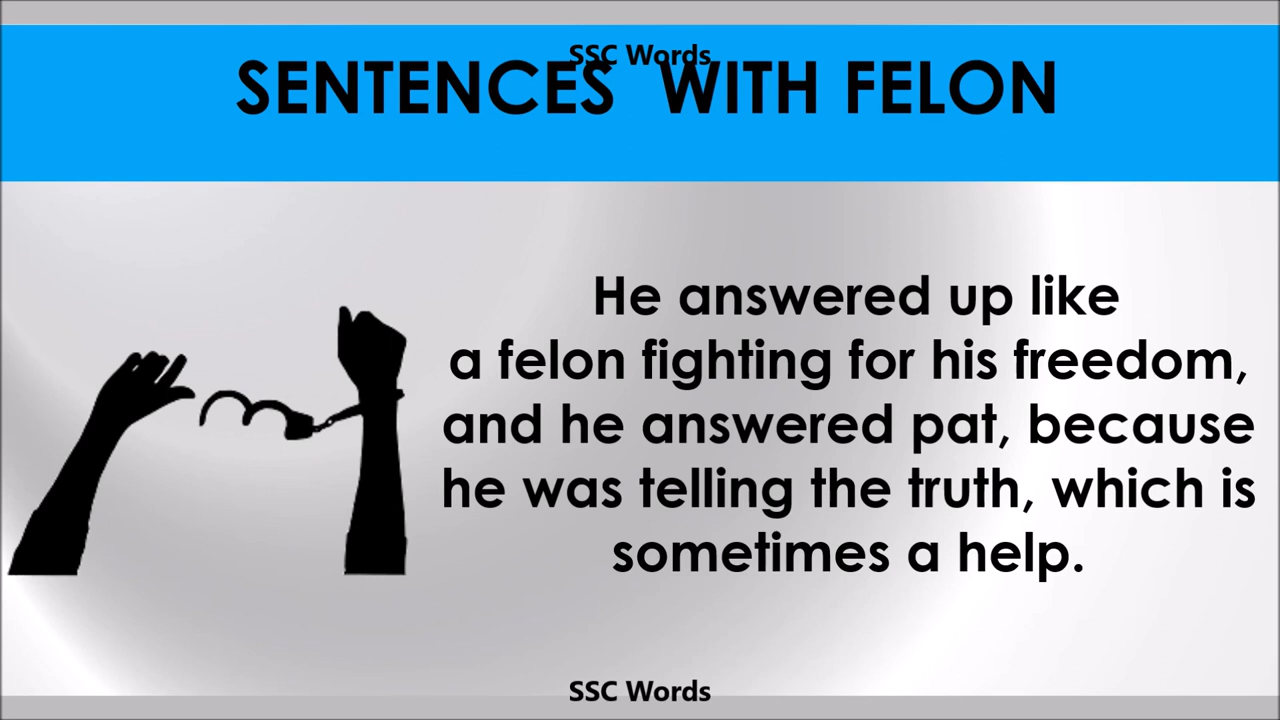 SSC Words
SENTENCES WITH FELON
He answered up like
a felon fighting for his freedom,
and he answered pat, because
he was telling the truth, which is
sometimes a help.
SSC Words